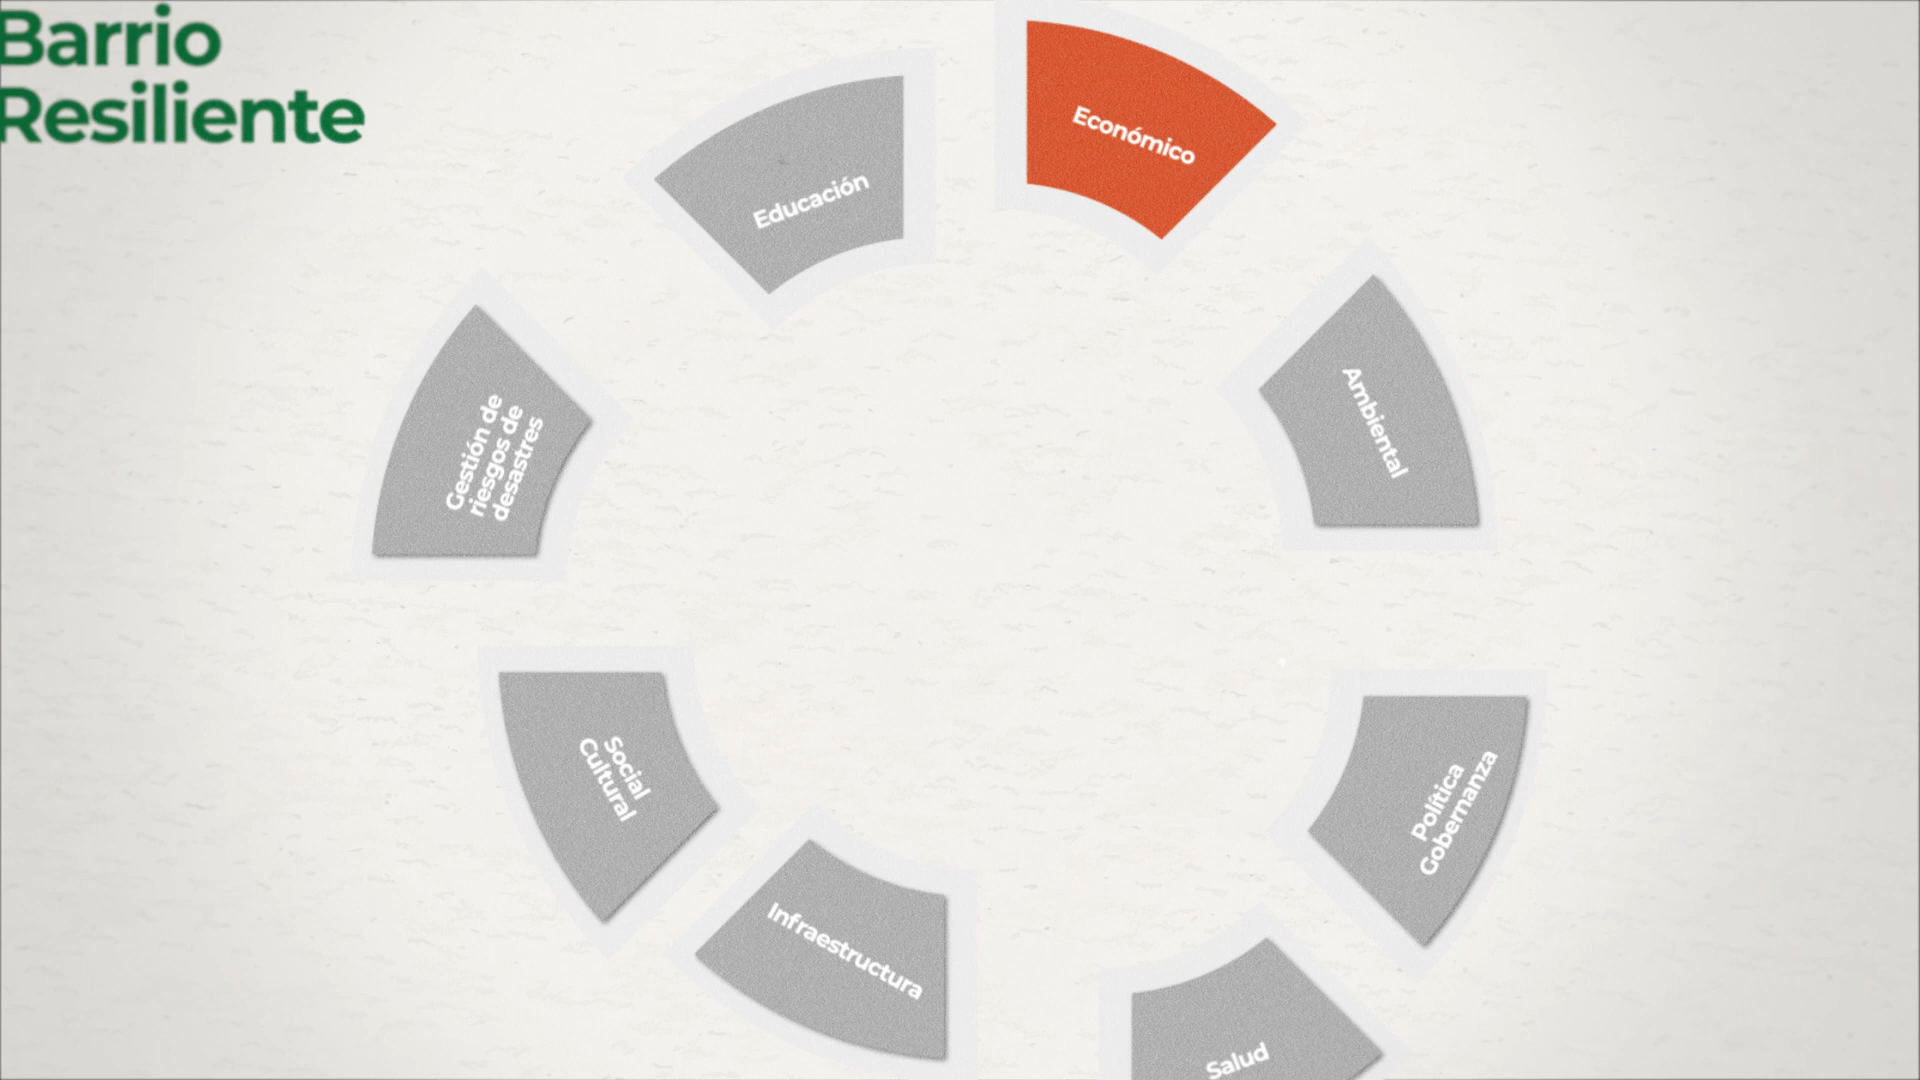 Barrio
Resiliente
Económico
Educación
Ambiental
Gestión de
riesgos de
desastres
Social
Cultural
Política
Gobernanza
Infraestructura
Salud